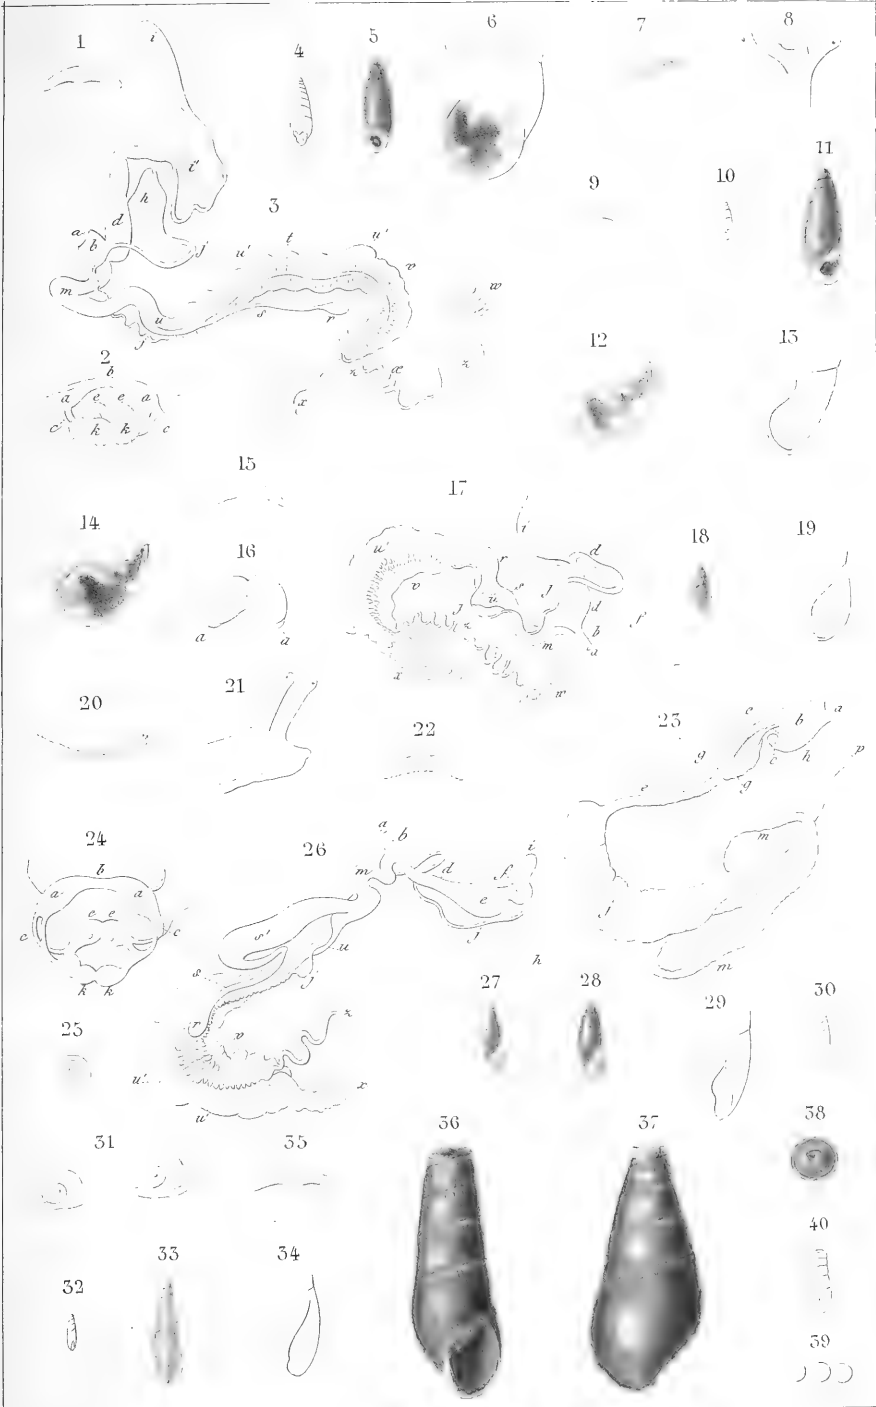 1
i
4
5
6
7
8
i'
h
d
a
b
j
3
9
10
11
m
u'
t
u'
v
w
u
s
r
j
2
b
a e e a
c k k c
z
æ
z
x
12
13
15
17
14
16
i
18
19
u'
r
d
v
s
j
u
j
d
f
z
b
m
a
a
a
x
w
20
21
22
23
e
b
a
g
c
h
p
e
g
m
j
m
24
b
a a
e e
c c
k k
26
a
b
m
d
i
f
e
j
s'
u
s
j
h
r
v
z
25
u'
x
u
27
28
29
30
31
35
36
37
38
32
33
34
40
39